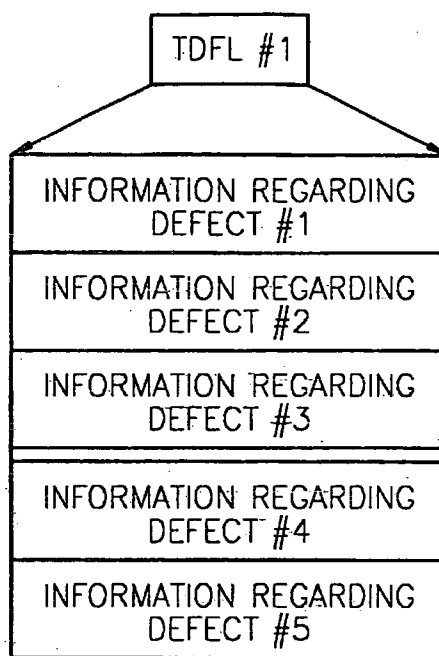 TDFL #1
INFORMATION REGARDING
DEFECT #1
INFORMATION REGARDING
DEFECT #2
INFORMATION REGARDING
DEFECT #3
INFORMATION REGARDING
DEFECT #4
INFORMATION REGARDING
DEFECT #5